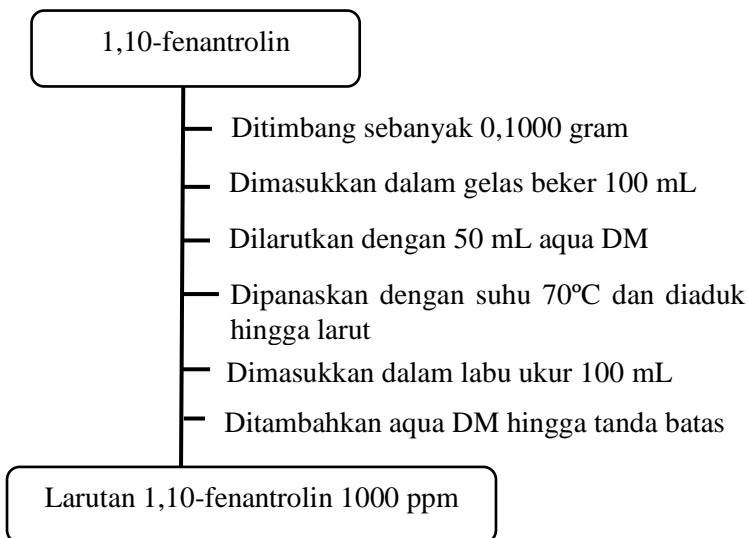 1,10-fenantrolin
Ditimbang sebanyak 0,1000 gram
Dimasukkan dalam gelas beker 100 mL
Dilarutkan dengan 50 mL aqua DM
Dipanaskan dengan suhu 70ºC dan diaduk
hingga larut
Dimasukkan dalam labu ukur 100 mL
Ditambahkan aqua DM hingga tanda batas
Larutan 1,10-fenantrolin 1000 ppm